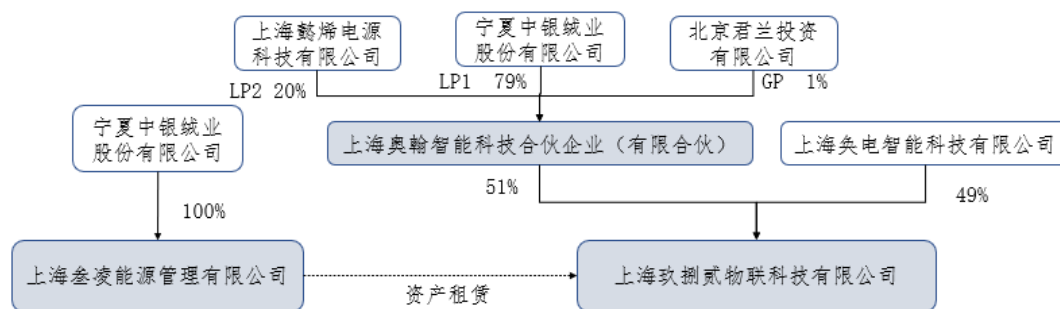 上海懿烯电源
科技有限公司
宁夏中银绒业
股份有限公司
北京君兰投资
有限公司
LP2 20%
LP1 79%
GP 1%
宁夏中银绒业
股份有限公司
上海奥翰智能科技合伙企业（有限合伙）
上海奂电智能科技有限公司
51%
49%
100%
上海叁凌能源管理有限公司
上海玖捌贰物联科技有限公司
资产租赁